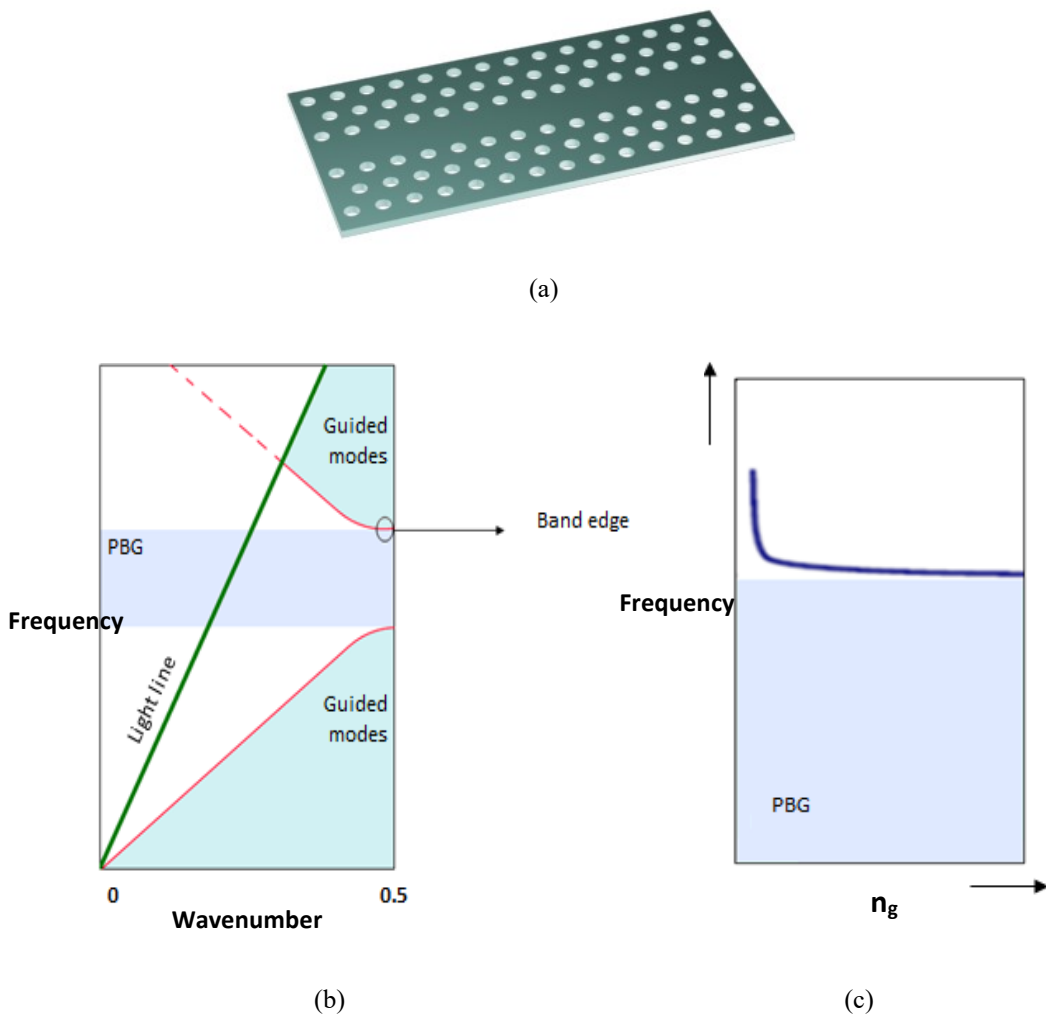 (a)
Guided
modes
PBG
Band edge
Frequency
Light line
Guided
modes
0
0.5
Wavenumber
(b)
Frequency
PBG
ng
(c)